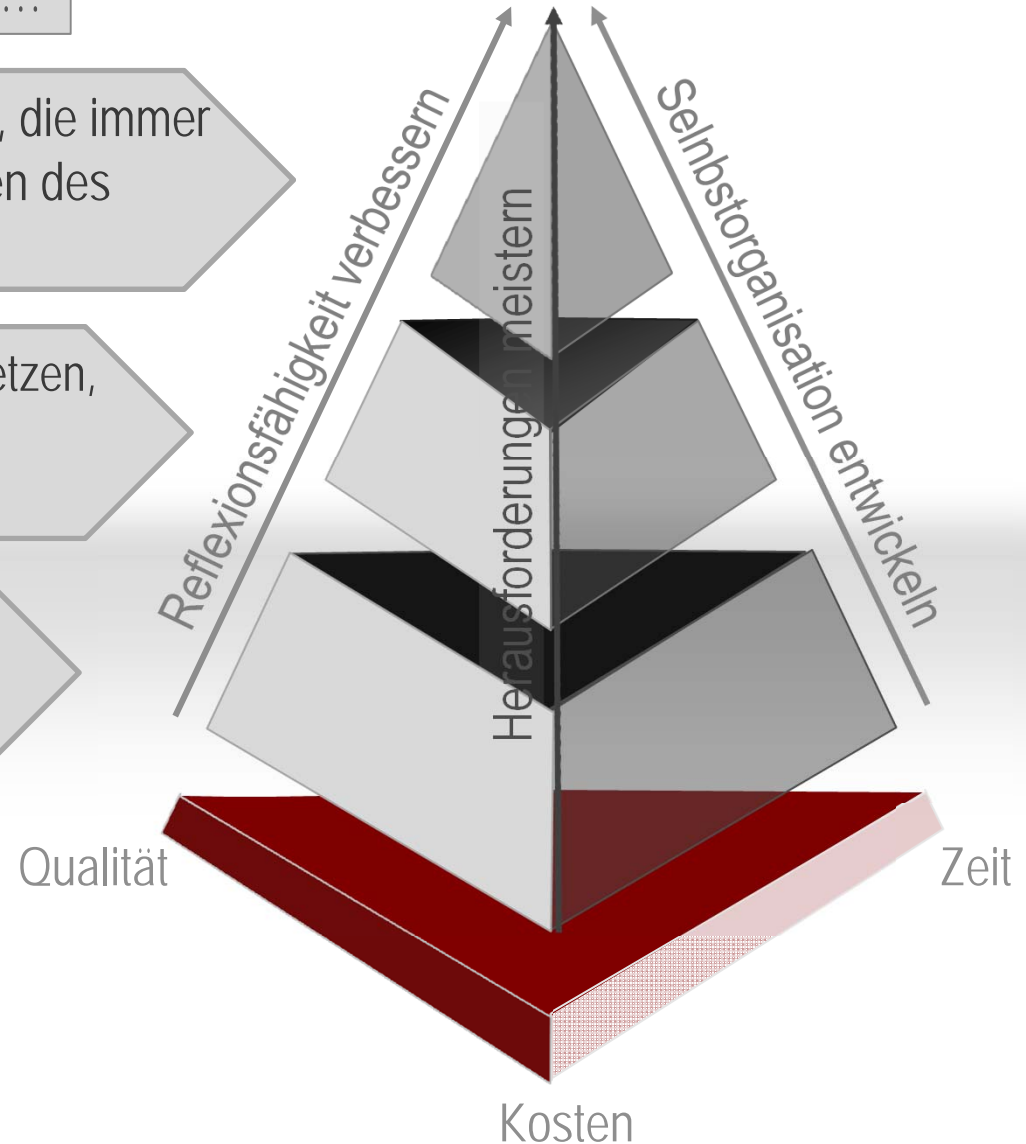 ...
, die immer
en des
etzen,
Reflexionsfähigkeit verbessern
Herausforderungen meistern
Selnbstorganisation entwickeln
Qualität
Zeit
Kosten